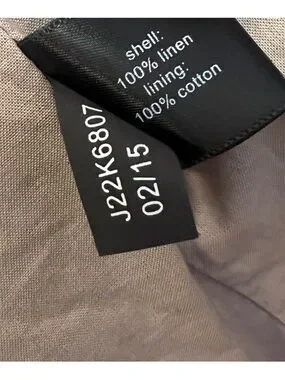 shell:
100% linen
lining:
100% cotton
J22K6807
02/15